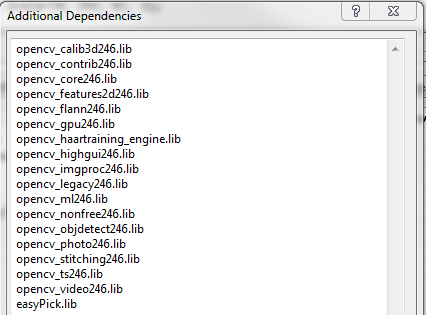 Additional Dependencies
opencv_calib3d246.lib
opencv_contrib246.lib
opencv_core246.lib
opencv_features2d246.lib
opencv_flann246.lib
opencv_gpu246.lib
opencv_haartraining_engine.lib
opencv_highgui246.lib
opencv_imgproc246.lib
opencv_legacy246.lib
opencv_ml246.lib
opencv_nonfree246.lib
opencv_objdetect246.lib
opencv_photo246.lib
opencv_stitching246.lib
opencv_ts246.lib
opencv_video246.lib
easyPick.lib